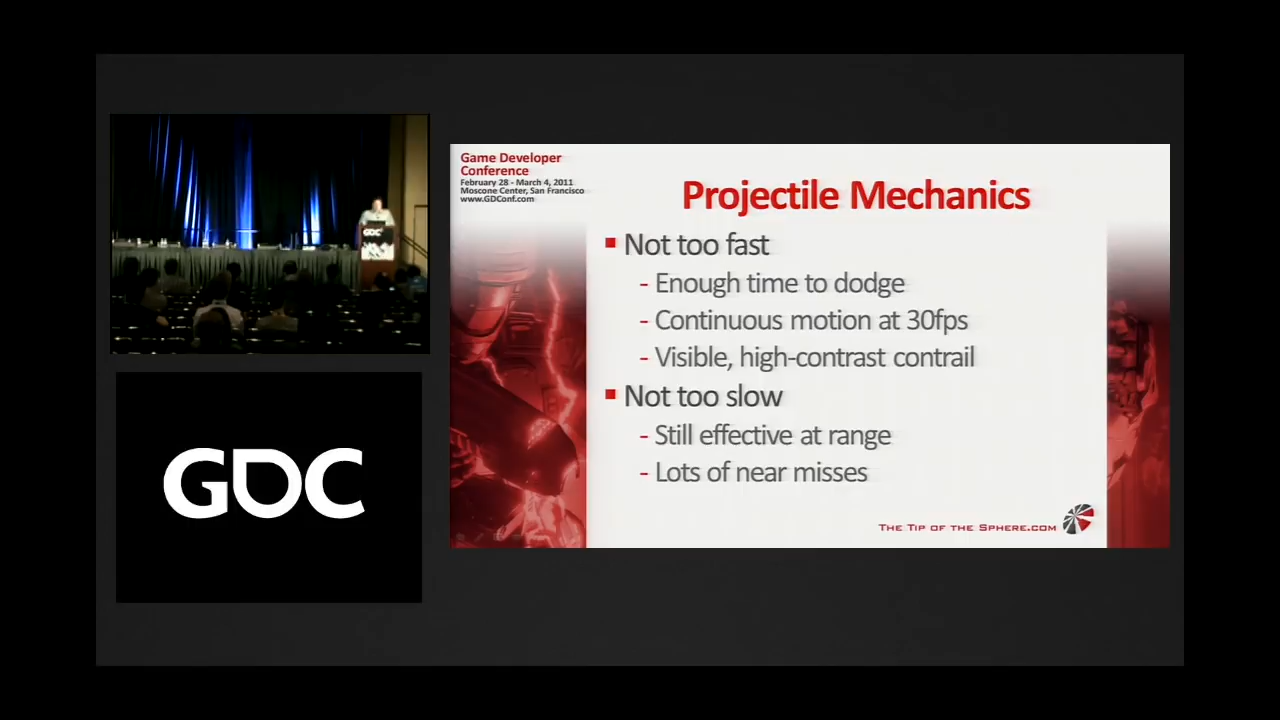 GDC
GDC
Game Developer
Conference
February 28 - March 4, 2011
Moscone Center, San Francisco
www.GDConf.com
Projectile Mechanics
Not too fast
- Enough time to dodge
- Continuous motion at 30fps
- Visible, high-contrast contrail
Not too slow
- Still effective at range
- Lots of near misses
The Tip of the Sphere.com